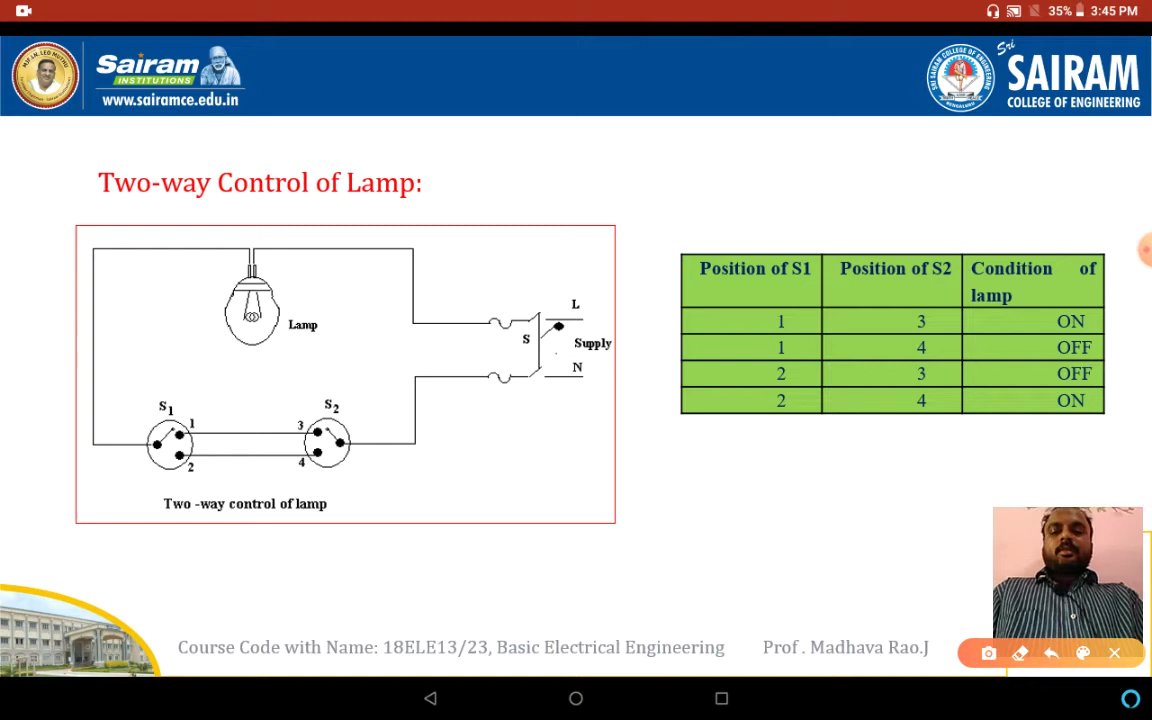 35% 3:45 PM
Sairam
INSTITUTIONS
www.sairamce.edu.in
Sri
SAIRAM
COLLEGE OF ENGINEERING
Two-way Control of Lamp:
Lamp
L
S
Supply
N
S1
S2
1
3
2
4
Two -way control of lamp
Position of S1 Position of S2 Condition of lamp
1 3 ON
1 4 OFF
2 3 OFF
2 4 ON
Course Code with Name: 18ELE13/23, Basic Electrical Engineering Prof . Madhava Rao.J